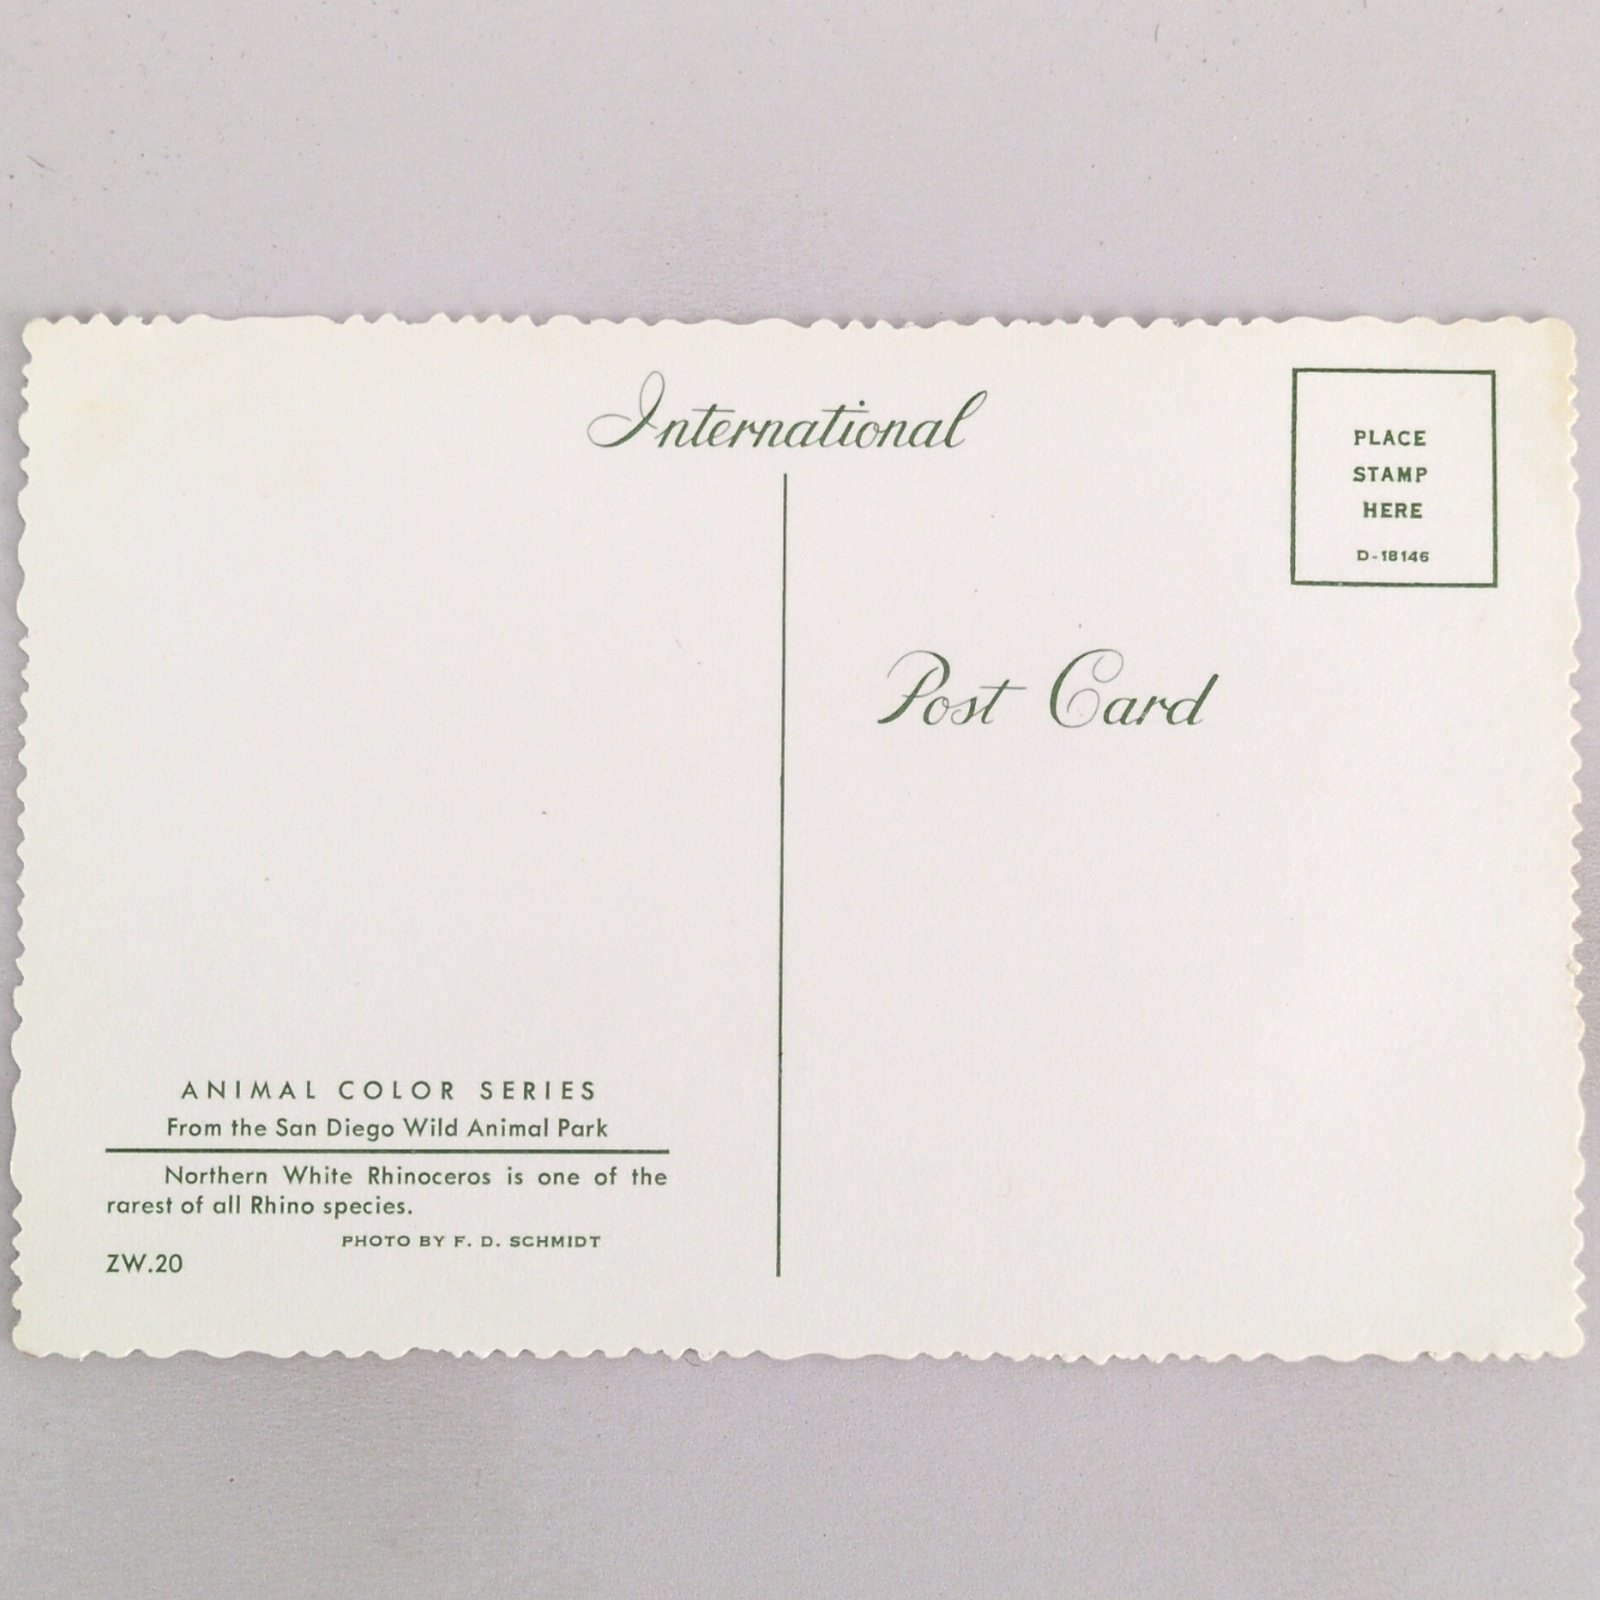 International
PLACE
STAMP
HERE
D-18146
Post Card
ANIMAL COLOR SERIES
From the San Diego Wild Animal Park
Northern White Rhinoceros is one of the
rarest of all Rhino species.
PHOTO BY F. D. SCHMIDT
ZW.20